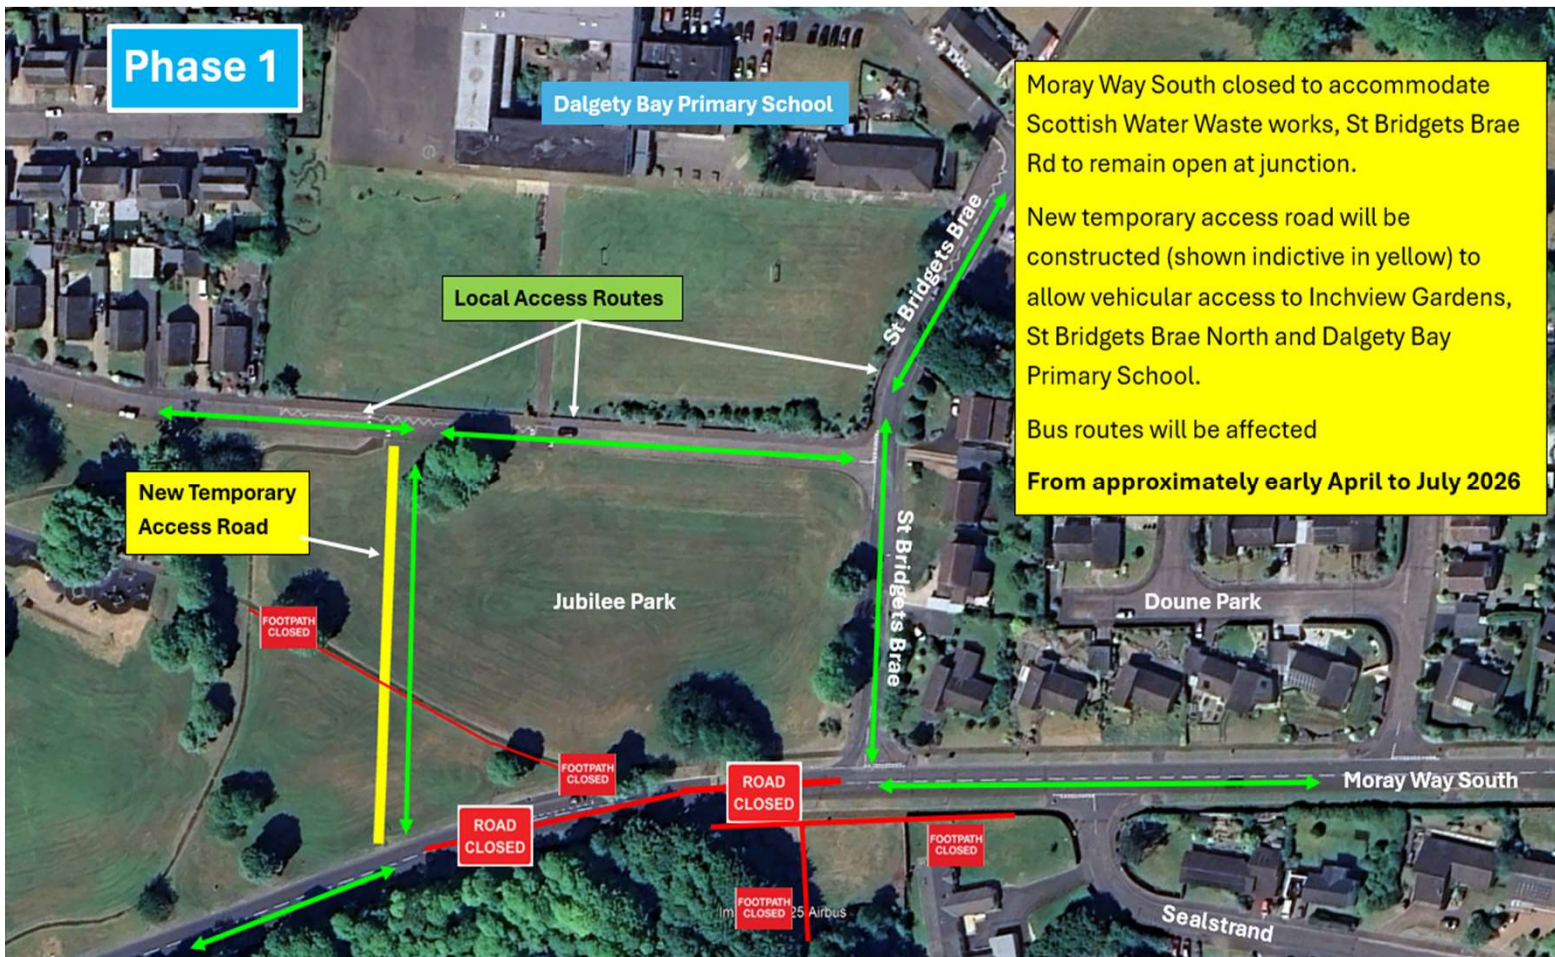 Phase 1
Dalgety Bay Primary School
Moray Way South closed to accommodate
Scottish Water Waste works, St Bridgets Brae
Rd to remain open at junction.
New temporary access road will be
constructed (shown indictive in yellow) to
allow vehicular access to Inchview Gardens,
St Bridgets Brae North and Dalgety Bay
Primary School.
Bus routes will be affected
From approximately early April to July 2026
St Bridgets Brae
Local Access Routes
New Temporary
Access Road
St Bridgets Brae
Jubilee Park
Doune Park
FOOTPATH
CLOSED
FOOTPATH
CLOSED
ROAD
CLOSED
Moray Way South
ROAD
CLOSED
FOOTPATH
CLOSED
FOOTPATH
CLOSED
25 Airbus
Sealstrand